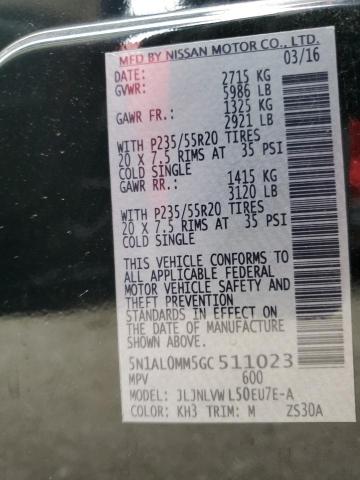 MFD BY NISSAN MOTOR CO., LTD.
DATE: 03/16
GVWR: 2715 KG
5986 LB
GAWR FR.: 1325 KG
2921 LB
WITH P235/55R20 TIRES
20 X 7.5 RIMS AT 35 PSI
COLD SINGLE
GAWR RR.: 1415 KG
3120 LB
WITH P235/55R20 TIRES
20 X 7.5 RIMS AT 35 PSI
COLD SINGLE
THIS VEHICLE CONFORMS TO
ALL APPLICABLE FEDERAL
MOTOR VEHICLE SAFETY AND
THEFT PREVENTION
STANDARDS IN EFFECT ON THE
DATE OF MANUFACTURE
SHOWN ABOVE.
5N1AL0MM5GC 511023
MPV 600
MODEL: JLJNLVW L50EU7E-A
COLOR: KH3 TRIM: M ZS30A